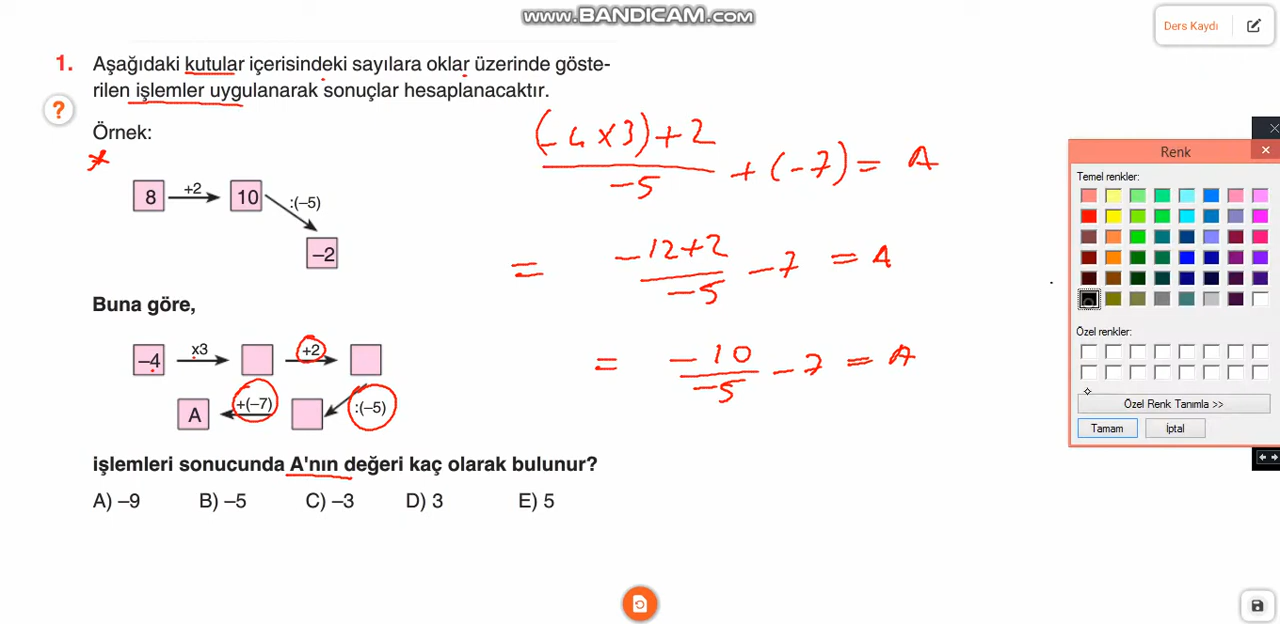 www.BANDICAM.com
Ders Kaydı
1. Aşağıdaki kutular içerisindeki sayılara oklar üzerinde göste-
rilen işlemler uygulanarak sonuçlar hesaplanacaktır.
?
Örnek:
8 +2 10 :(–5)
–2
Buna göre,
–4 x3 +2
A +(–7) :(–5)
işlemleri sonucunda A'nın değeri kaç olarak bulunur?
A) –9 B) –5 C) –3 D) 3 E) 5
(-4 x 3) + 2
-5
+ (-7) = A
= -12+2
-5
-7 = A
= -10
-5
-7 = A
Renk
Temel renkler:
Özel renkler:
Özel Renk Tanımla >>
Tamam İptal